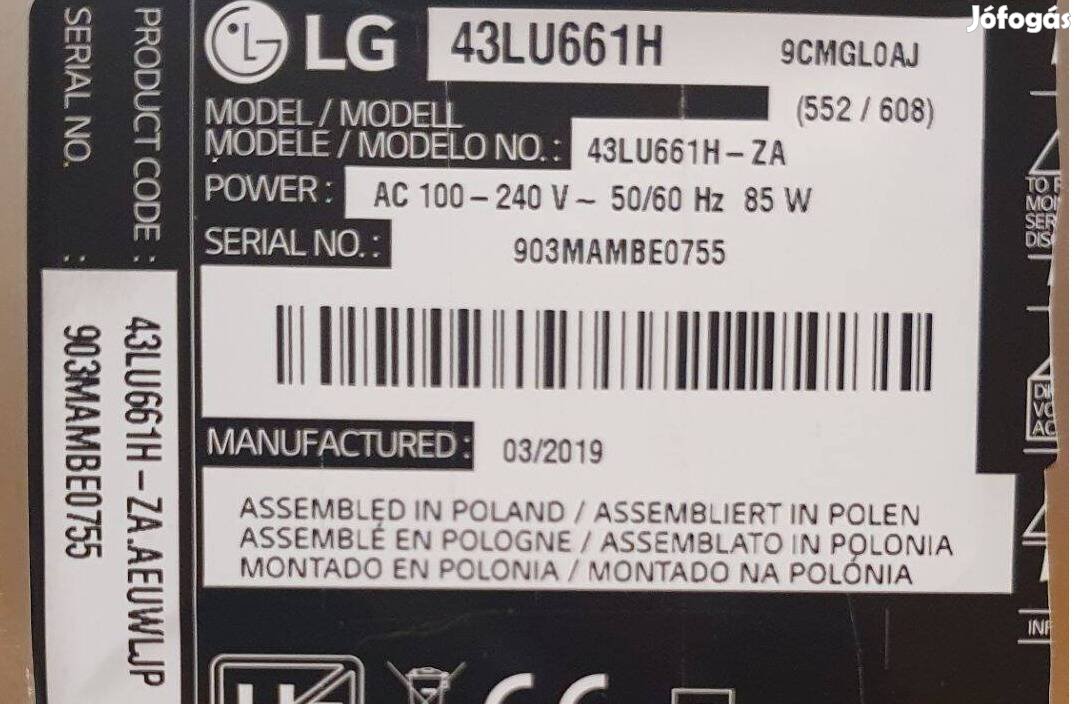 Jófogás
LG 43LU661H 9CMGL0AJ
(552 / 608)
MODEL / MODELL
MODELE / MODELO NO. : 43LU661H-ZA
POWER : AC 100-240 V~ 50/60 Hz 85 W
SERIAL NO. : 903MAMBE0755
MANUFACTURED : 03/2019
ASSEMBLED IN POLAND / ASSEMBLIERT IN POLEN
ASSEMBLÉ EN POLOGNE / ASSEMBLATO IN POLONIA
MONTADO EN POLONIA / MONTADO NA POLÓNIA
PRODUCT CODE : 43LU661H-ZA.AEUWLJP
SERIAL NO. : 903MAMBE0755